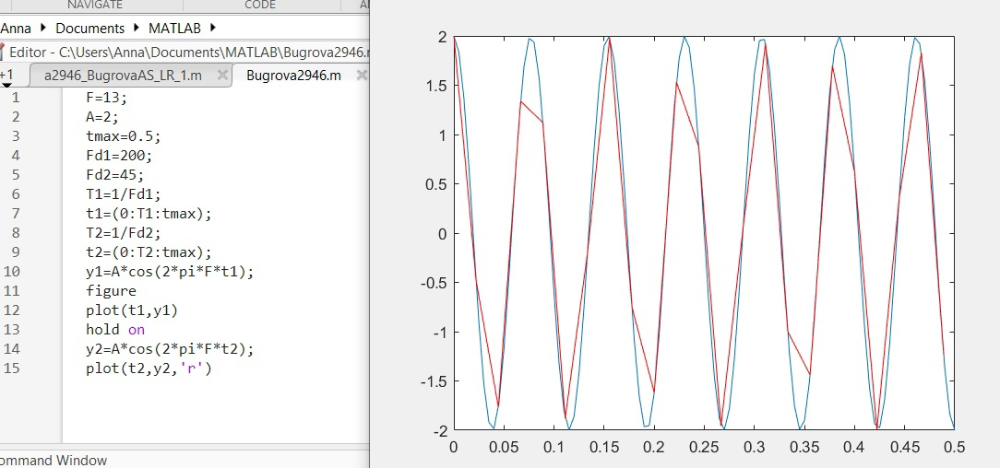 NAVIGATE CODE
Anna Documents MATLAB
Editor - C:\Users\Anna\Documents\MATLAB\Bugrova2946.
+1 a2946_BugrovaAS_LR_1.m Bugrova2946.m
1 F=13;
2 A=2;
3 tmax=0.5;
4 Fd1=200;
5 Fd2=45;
6 T1=1/Fd1;
7 t1=(0:T1:tmax);
8 T2=1/Fd2;
9 t2=(0:T2:tmax);
10 y1=A*cos(2*pi*F*t1);
11 figure
12 plot(t1,y1)
13 hold on
14 y2=A*cos(2*pi*F*t2);
15 plot(t2,y2,'r')
ommand Window
2
1.5
1
0.5
0
-0.5
-1
-1.5
-2
0 0.05 0.1 0.15 0.2 0.25 0.3 0.35 0.4 0.45 0.5